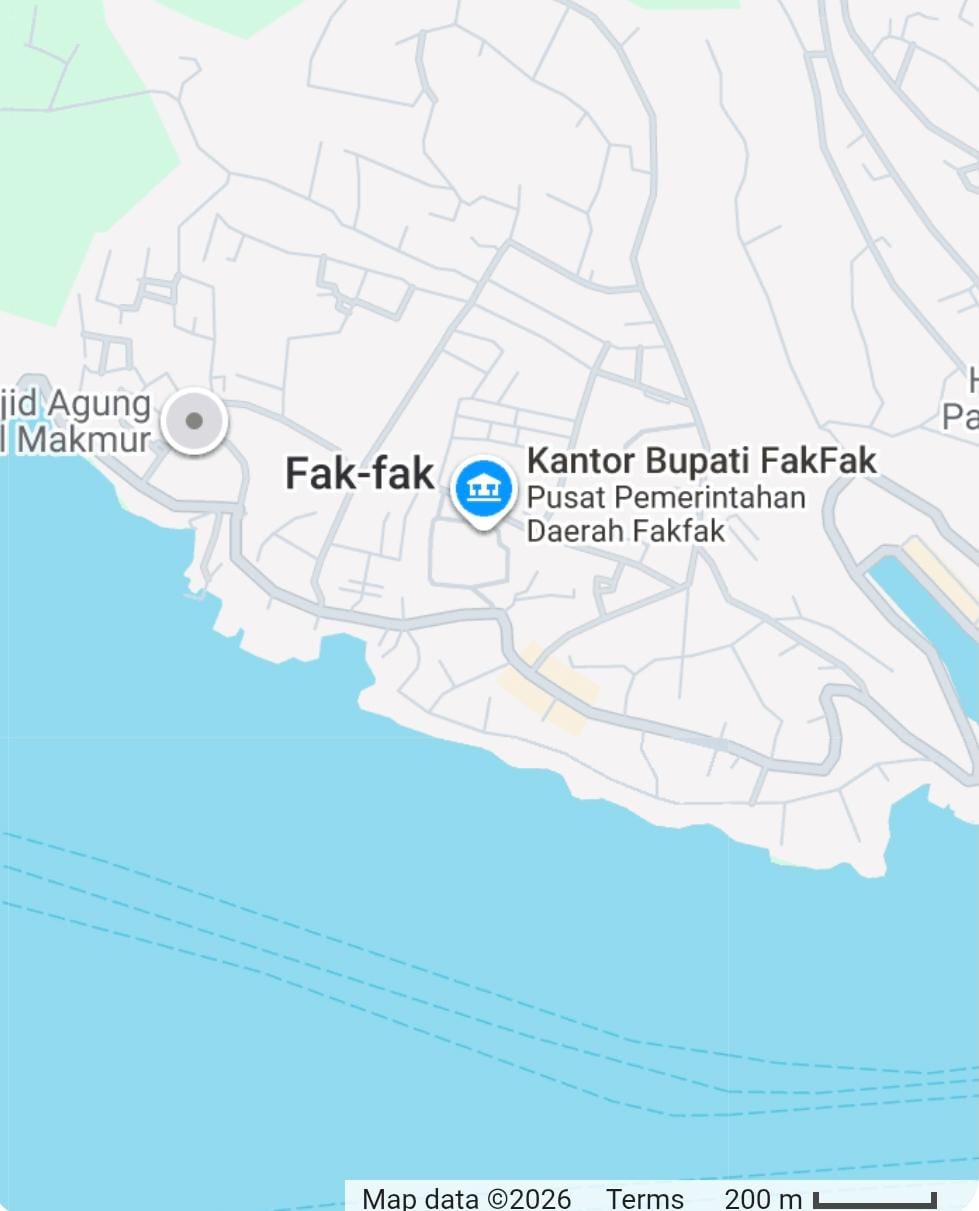 jid Agung
l Makmur
H
Pa
Fak-fak
Kantor Bupati FakFak
Pusat Pemerintahan
Daerah Fakfak
Map data ©2026 Terms 200 m